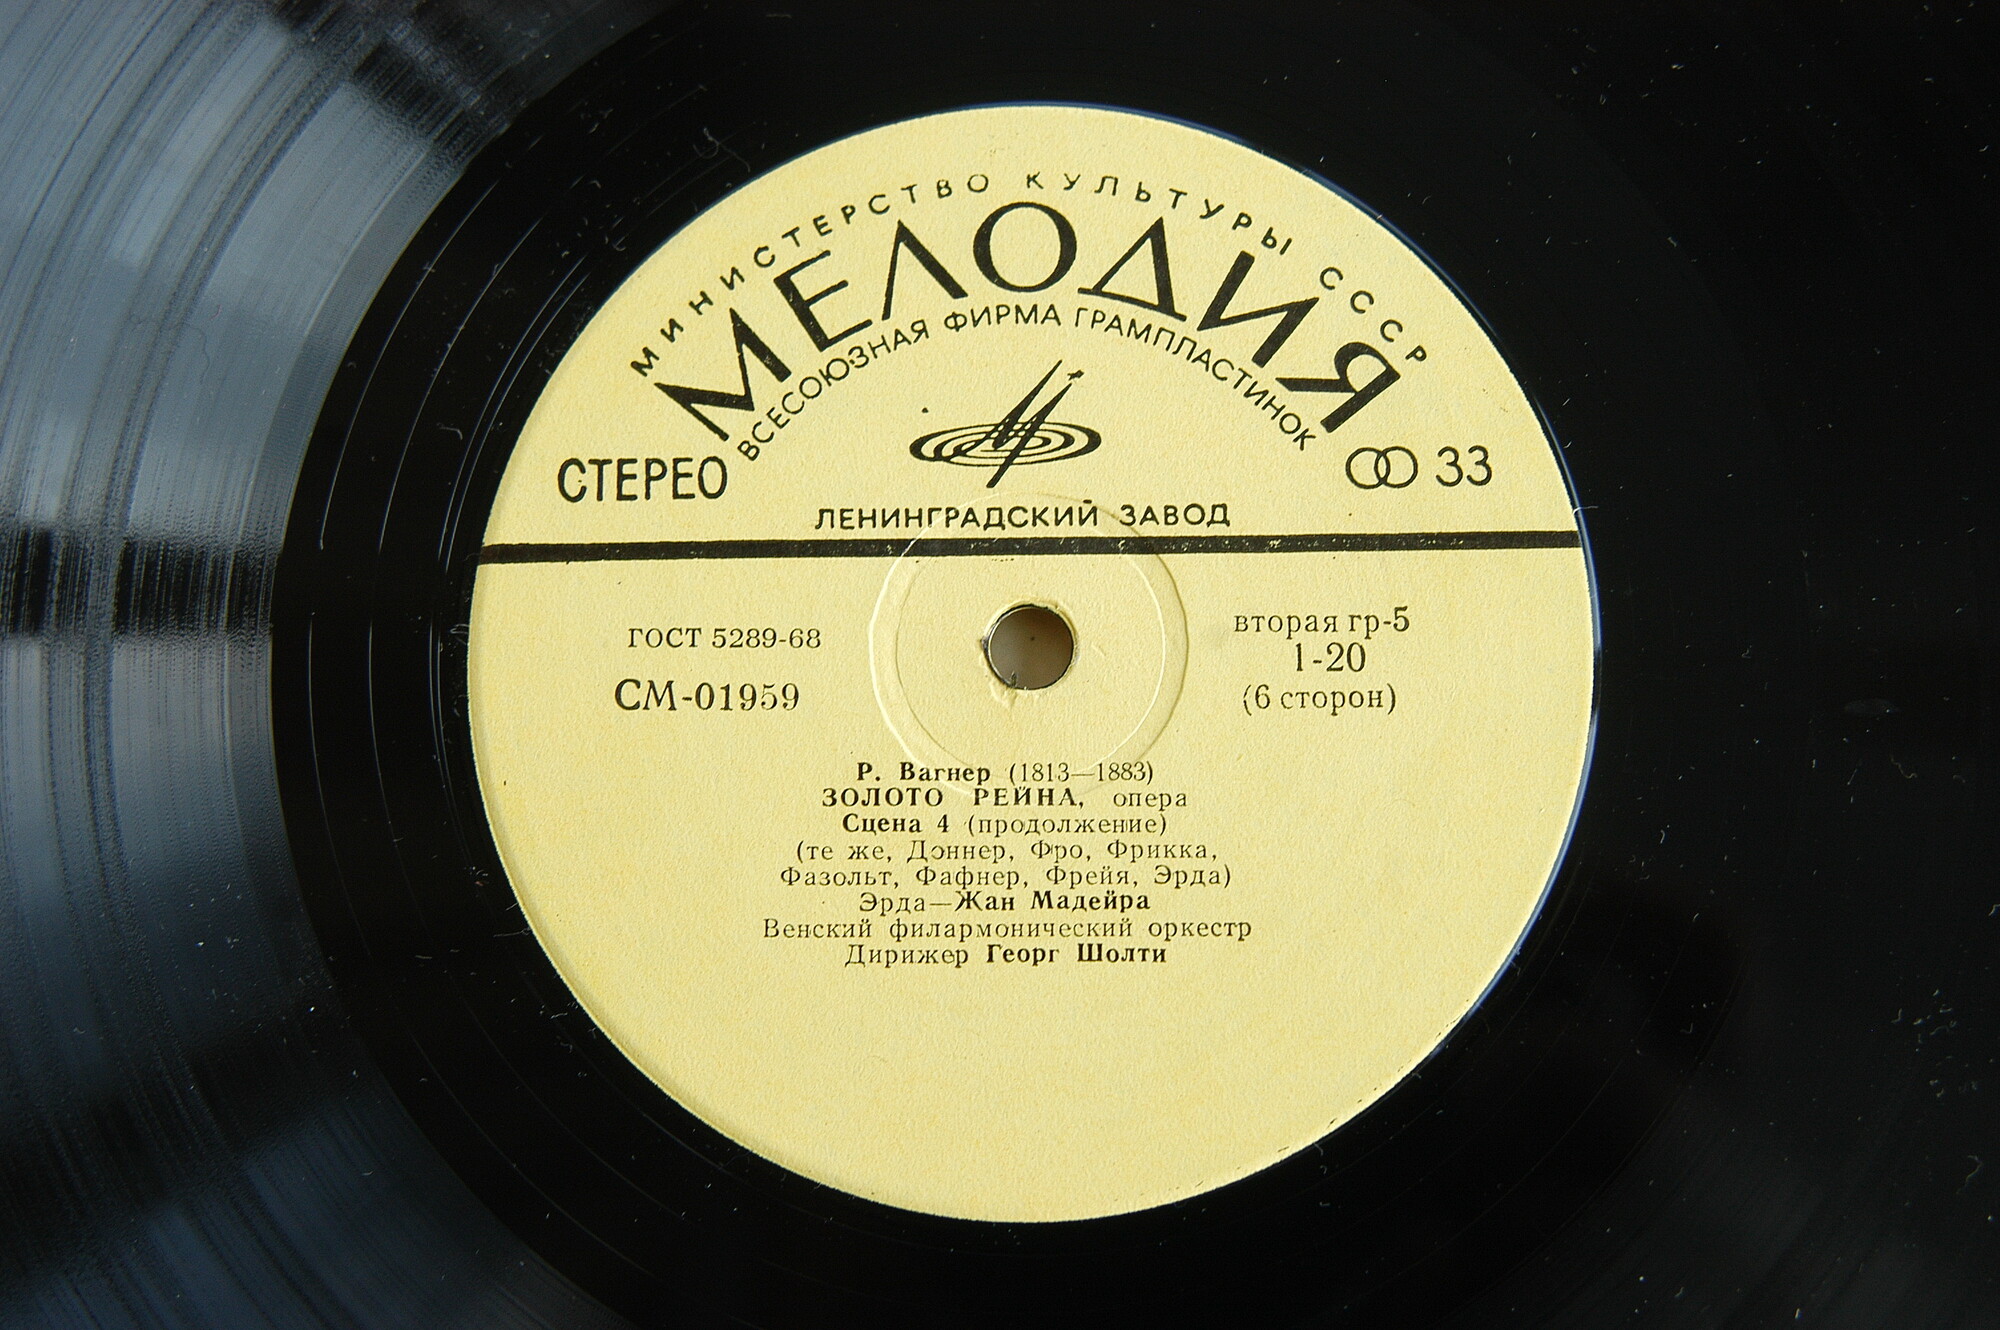 МИНИСТЕРСТВО КУЛЬТУРЫ СССР
МЕЛОДИЯ
ВСЕСОЮЗНАЯ ФИРМА ГРАМПЛАСТИНОК
СТЕРЕО
33
ЛЕНИНГРАДСКИЙ ЗАВОД
ГОСТ 5289-68
СМ-01959
вторая гр-5
1-20
(6 сторон)
Р. Вагнер (1813—1883)
ЗОЛОТО РЕЙНА, опера
Сцена 4 (продолжение)
(те же, Доннер, Фро, Фрикка,
Фазольт, Фафнер, Фрейя, Эрда)
Эрда—Жан Мадейра
Венский филармонический оркестр
Дирижер Георг Шолти